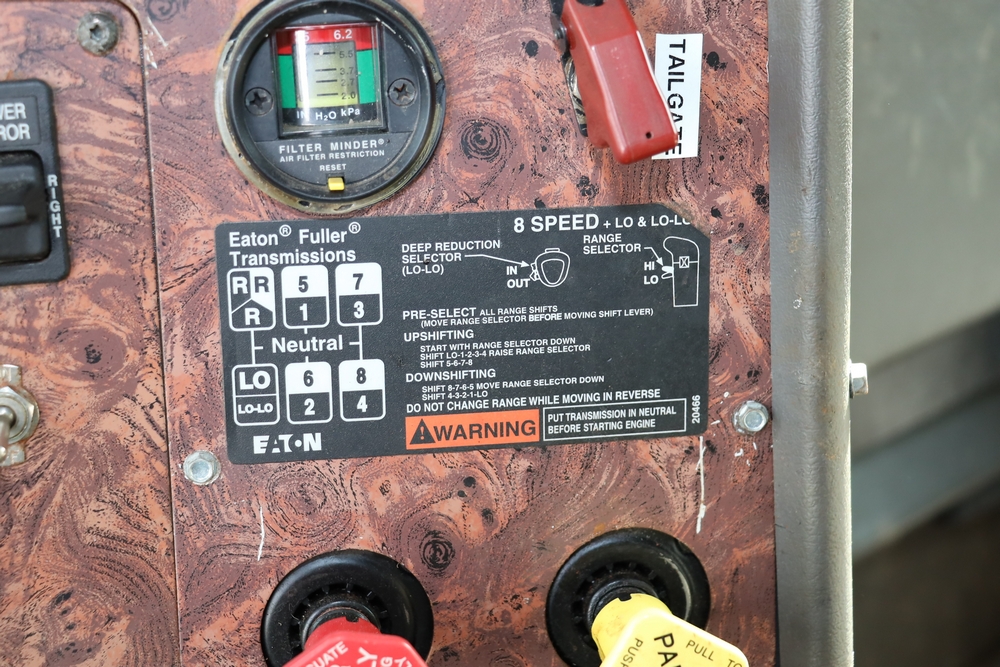 6.2
IN H₂O kPa
FILTER MINDER®
AIR FILTER RESTRICTION
RESET
TAILGATE
RIGHT
Eaton® Fuller®
Transmissions
8 SPEED + LO & LO-LO
DEEP REDUCTION
SELECTOR
(LO-LO)
IN
OUT
RANGE
SELECTOR
HI
LO
R R
R
5
1
7
3
Neutral
LO
LO-LO
6
2
8
4
EATON
PRE-SELECT ALL RANGE SHIFTS
(MOVE RANGE SELECTOR BEFORE MOVING SHIFT LEVER)
UPSHIFTING
START WITH RANGE SELECTOR DOWN
SHIFT LO-1-2-3-4 RAISE RANGE SELECTOR
SHIFT 5-6-7-8
DOWNSHIFTING
SHIFT 8-7-6-5 MOVE RANGE SELECTOR DOWN
SHIFT 4-3-2-1-LO
DO NOT CHANGE RANGE WHILE MOVING IN REVERSE
WARNING
PUT TRANSMISSION IN NEUTRAL
BEFORE STARTING ENGINE
20466
PULL TO